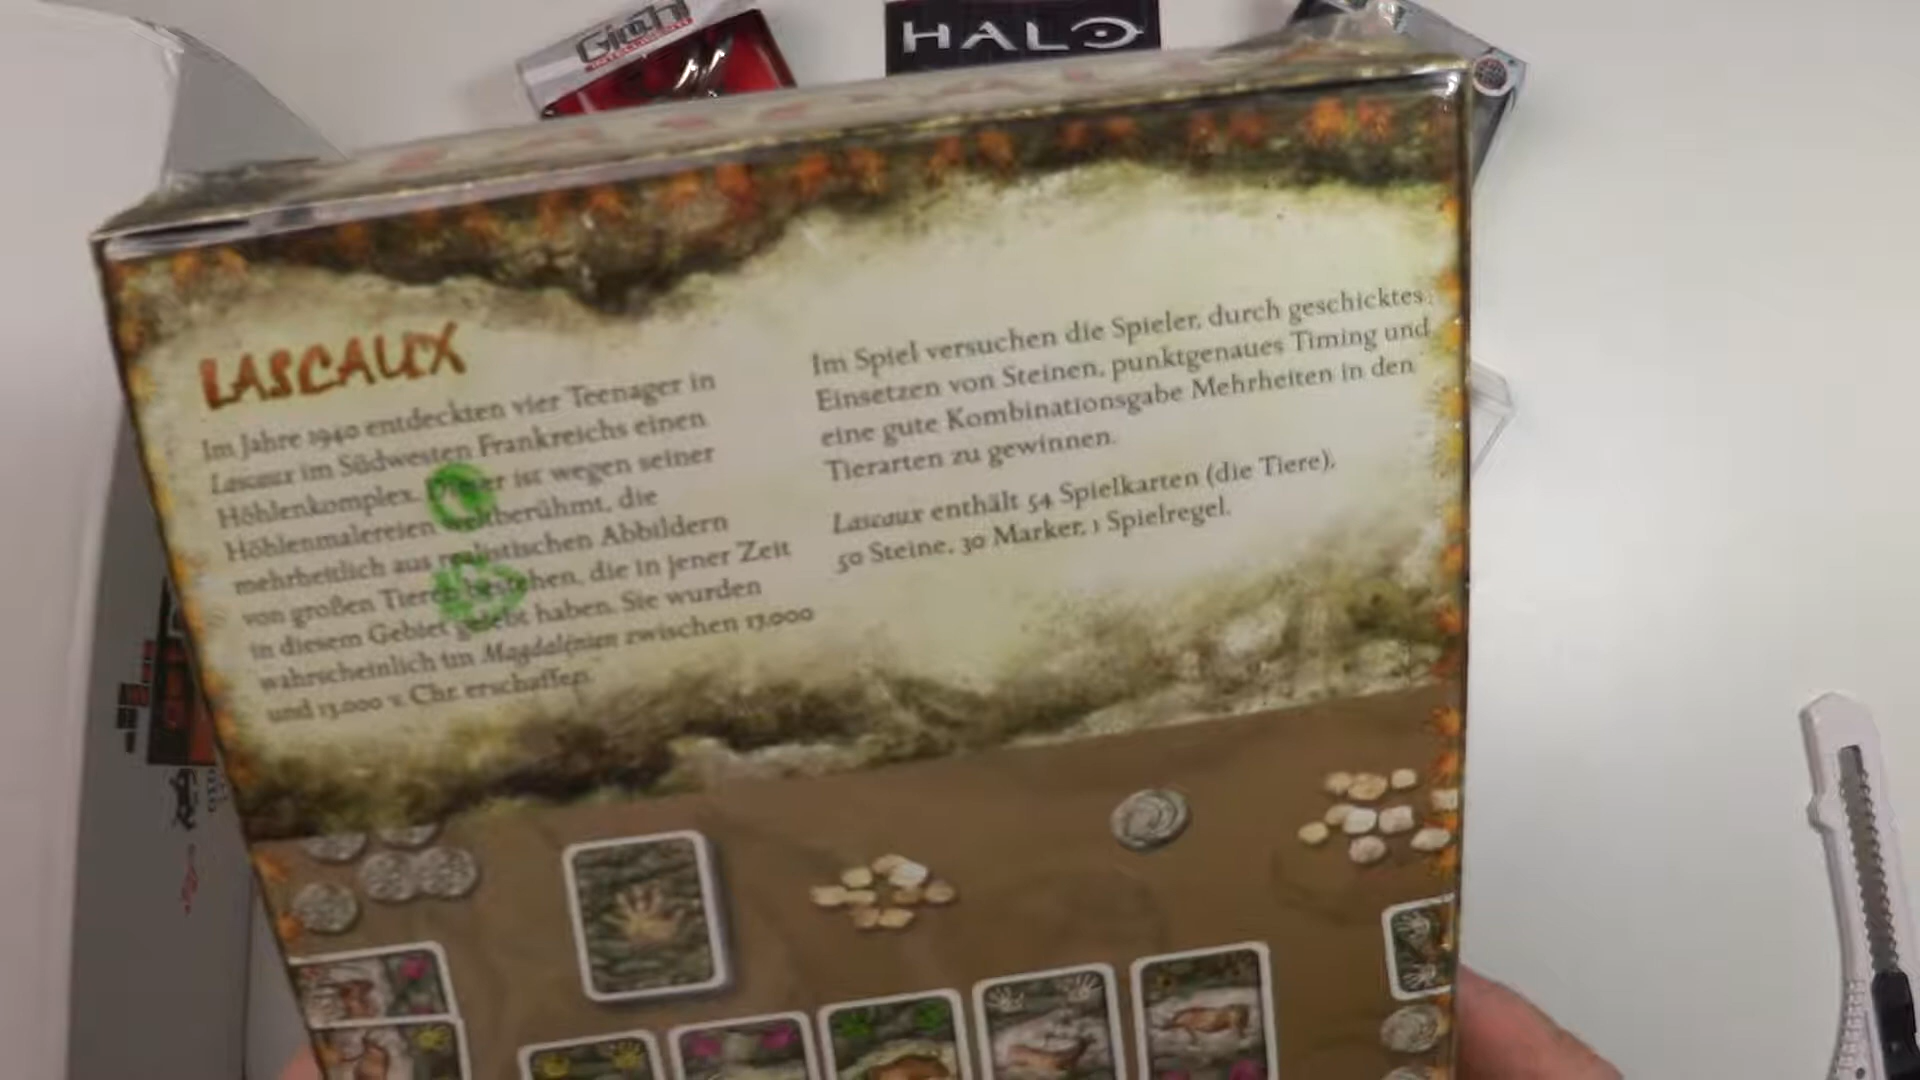 HALO
LASCAUX
Im Jahre 1940 entdeckten vier Teenager in
Lascaux im Südwesten Frankreichs einen
Höhlenkomplex. Dieser ist wegen seiner
Höhlenmalereien weltberühmt, die
mehrheitlich aus realistischen Abbildern
von großen Tieren bestehen, die in jener Zeit
in diesem Gebiet gelebt haben. Sie wurden
wahrscheinlich im Magdalénien zwischen 17.000
und 13.000 v. Chr. erschaffen.
Im Spiel versuchen die Spieler, durch geschicktes
Einsetzen von Steinen, punktgenaues Timing und
eine gute Kombinationsgabe Mehrheiten in den
Tierarten zu gewinnen.
Lascaux enthält 54 Spielkarten (die Tiere),
50 Steine, 30 Marker, 1 Spielregel.